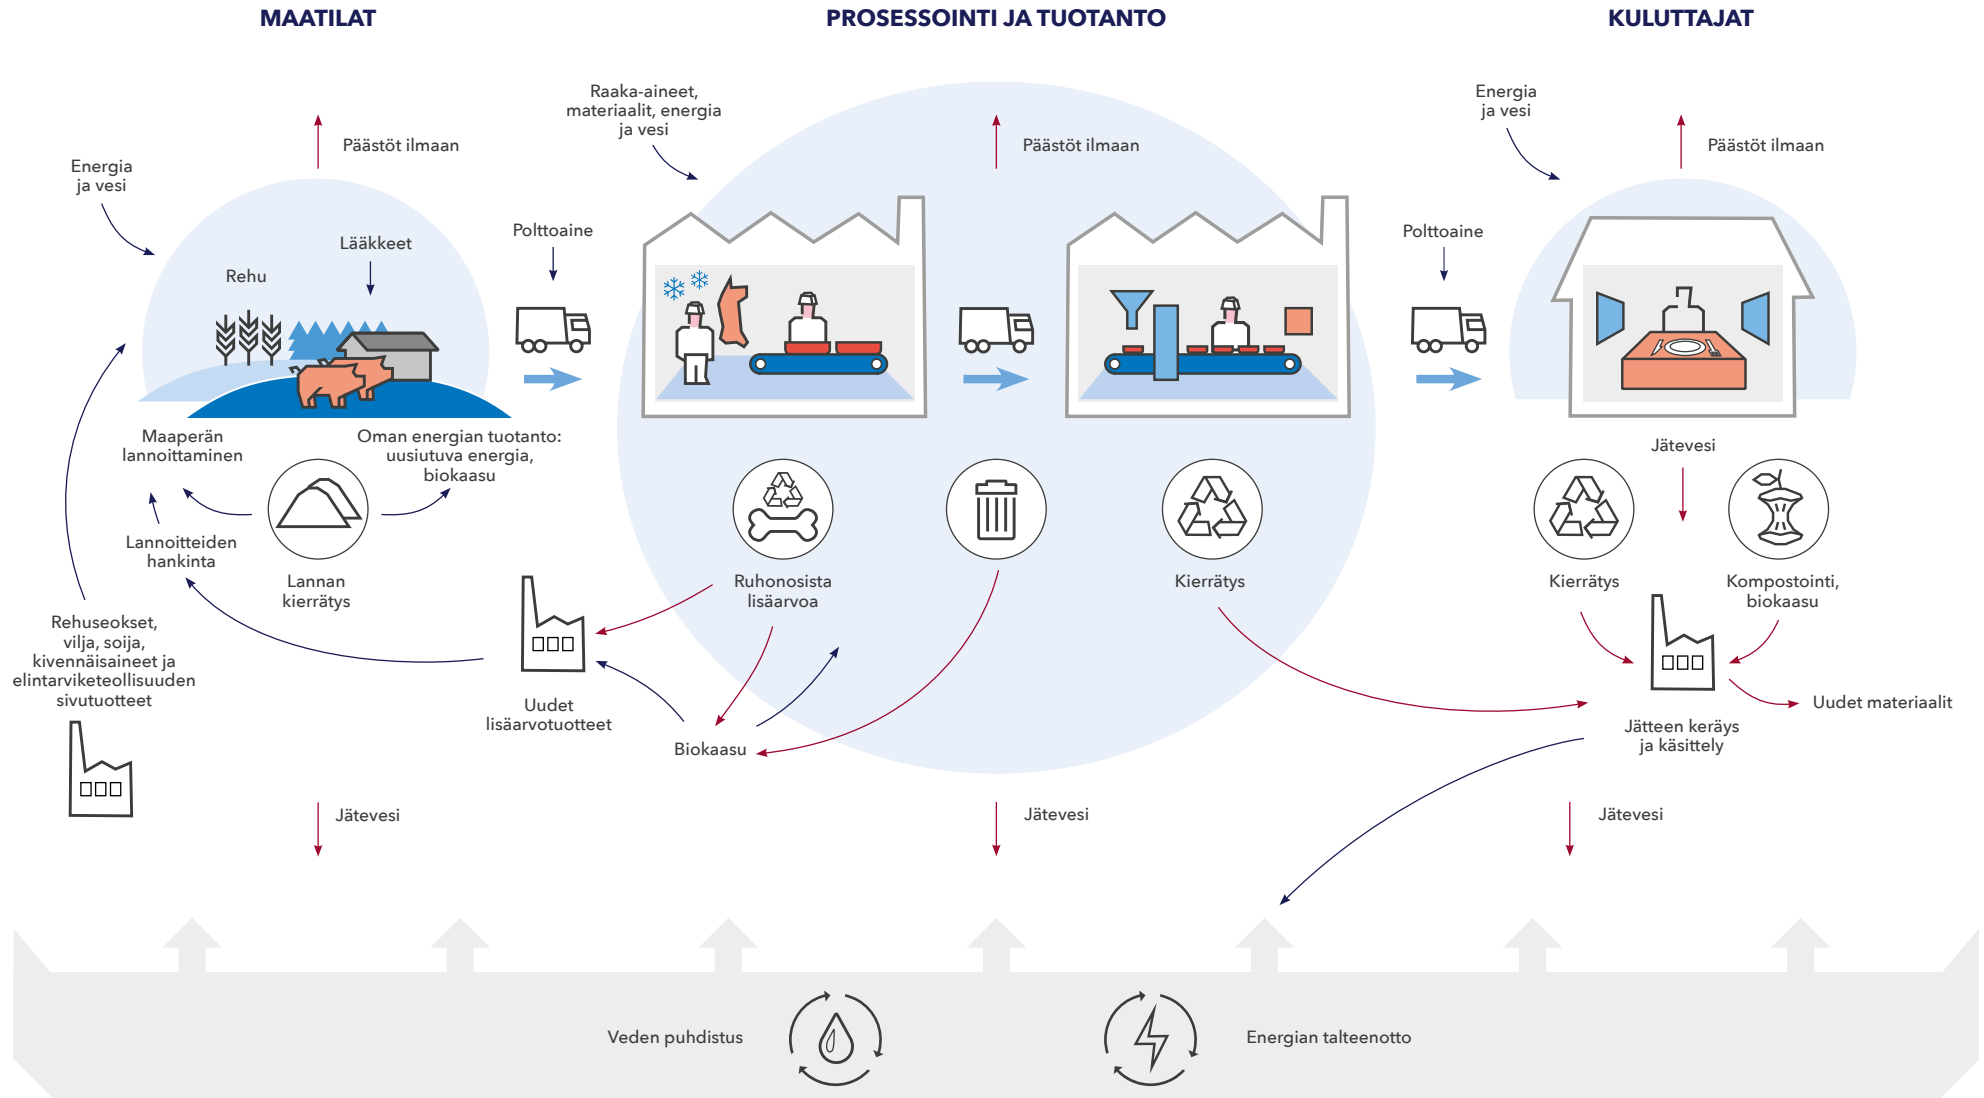 MAATILAT
PROSESSOINTI JA TUOTANTO
KULUTTAJAT
Energia
ja vesi
Päästöt ilmaan
Lääkkeet
Rehu
Polttoaine
Raaka-aineet,
materiaalit, energia
ja vesi
Päästöt ilmaan
Polttoaine
Energia
ja vesi
Päästöt ilmaan
Maaperän
lannoittaminen
Oman energian tuotanto:
uusiutuva energia,
biokaasu
Lannoitteiden
hankinta
Lannan
kierrätys
Rehuseokset,
vilja, soija,
kivennäisaineet ja
elintarviketeollisuuden
sivutuotteet
Uudet
lisäarvotuotteet
Ruhonosista
lisäarvoa
Biokaasu
Kierrätys
Jätevesi
Kierrätys
Kompostointi,
biokaasu
Uudet materiaalit
Jätteen keräys
ja käsittely
Jätevesi
Jätevesi
Jätevesi
Veden puhdistus
Energian talteenotto